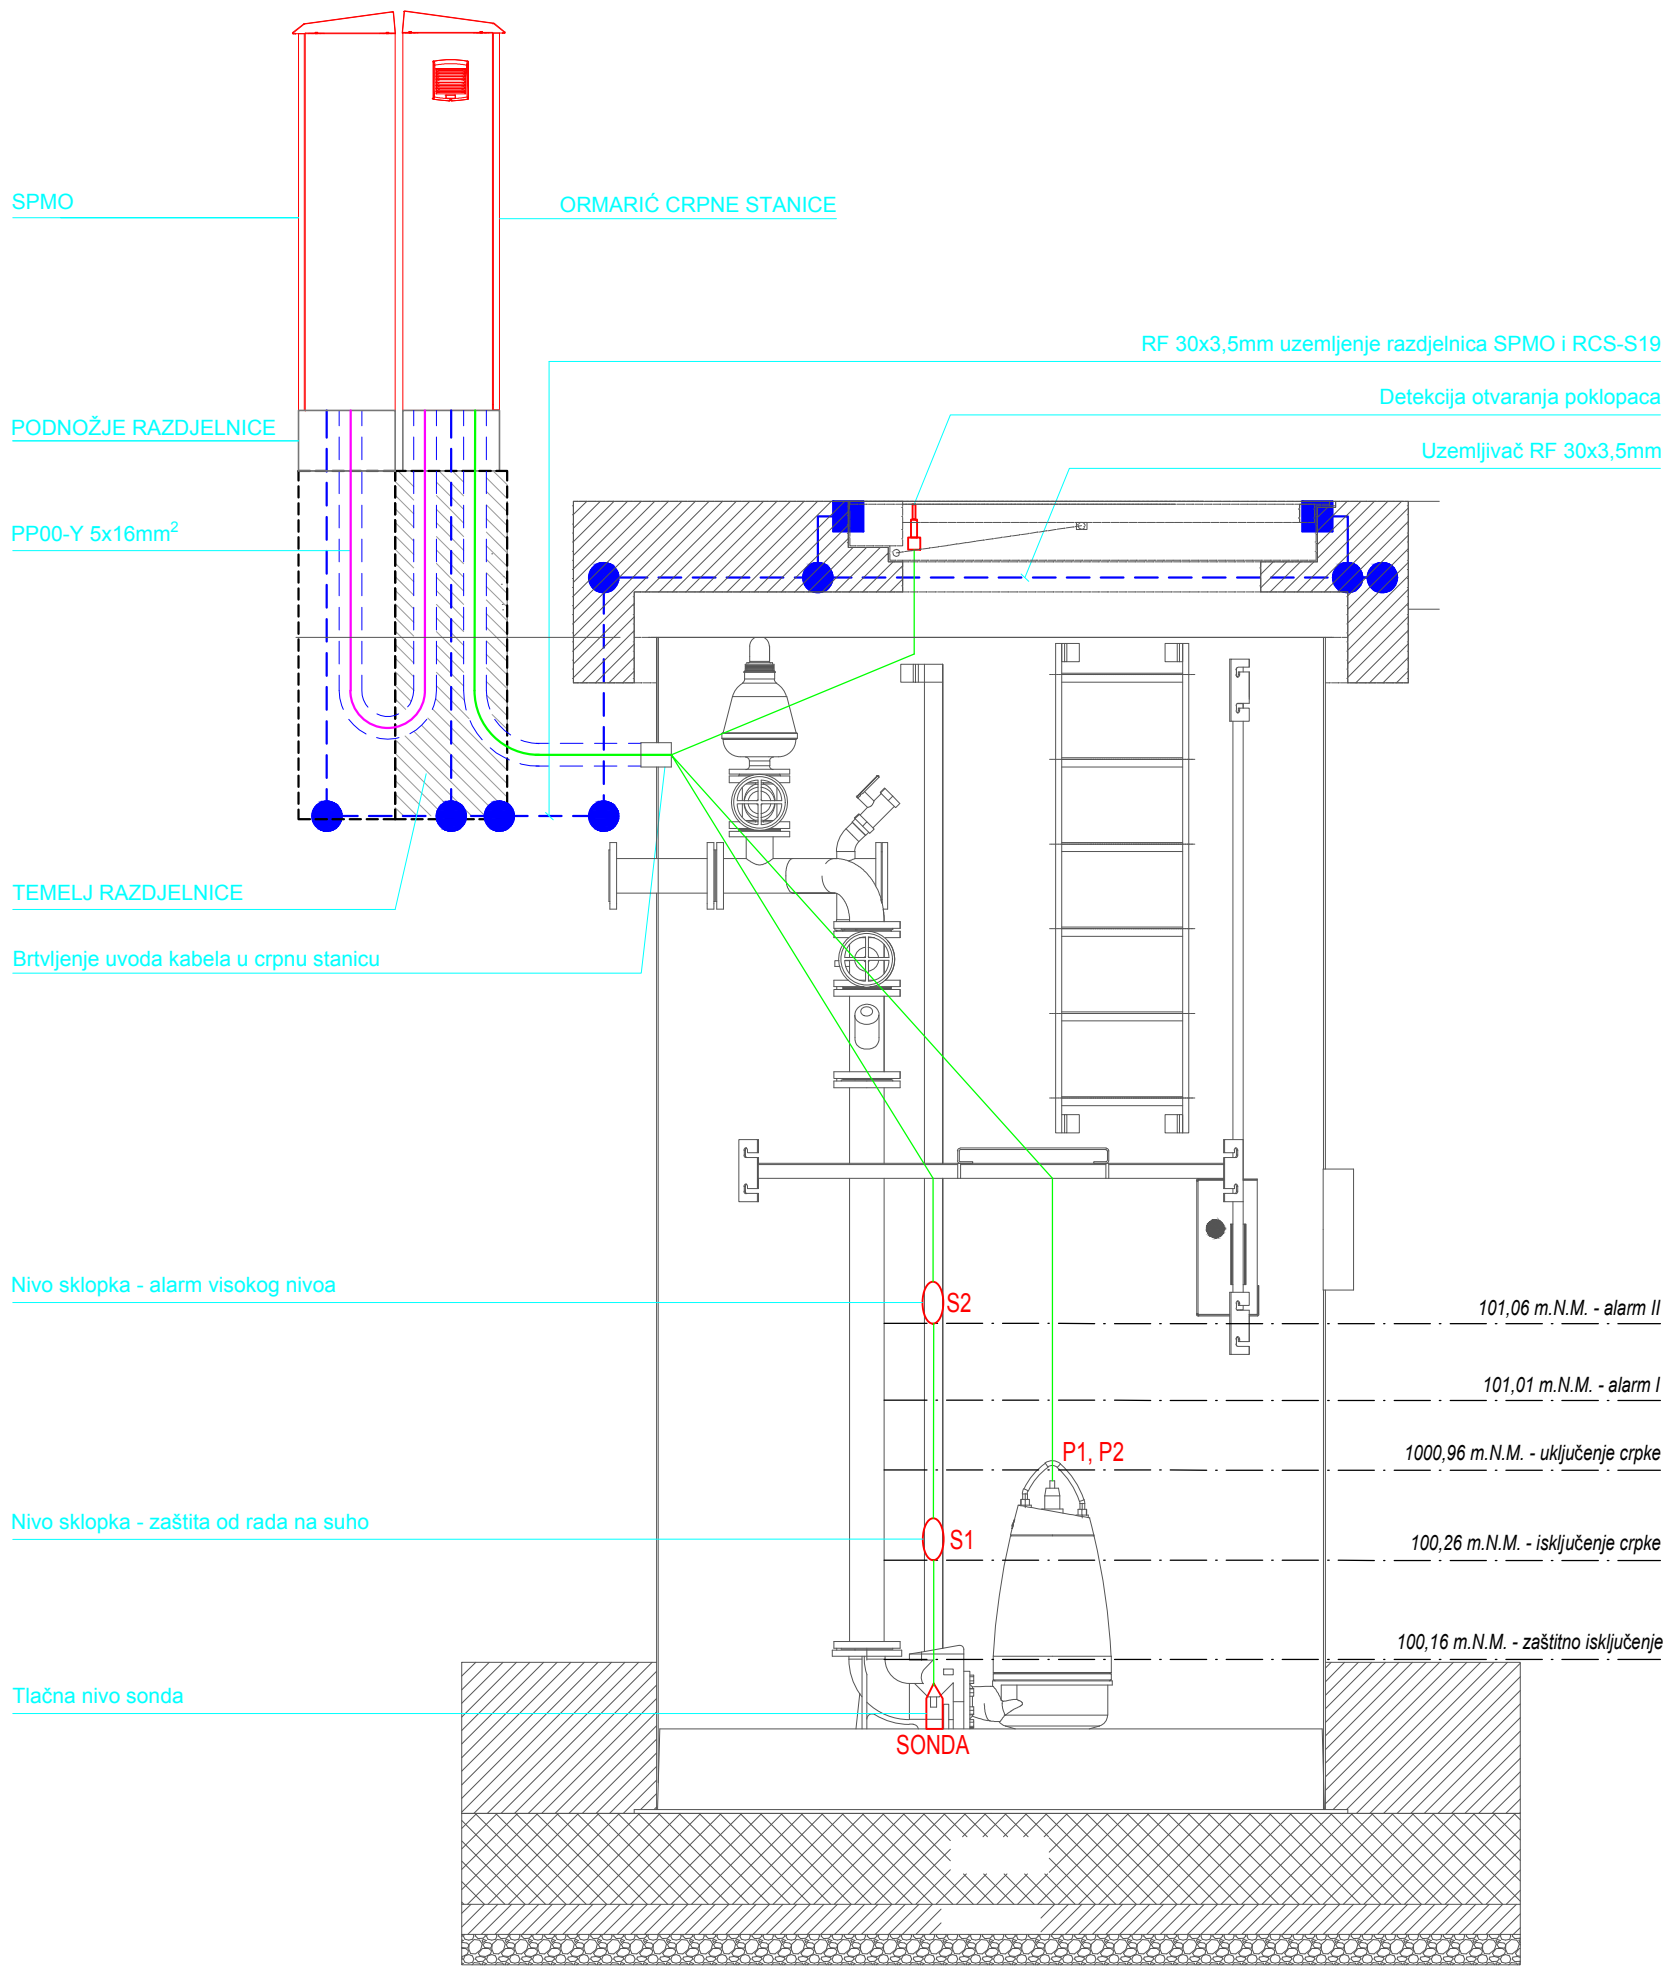 SPMO
ORMARIĆ CRPNE STANICE
RF 30x3,5mm uzemljenje razdjelnica SPMO i RCS-S19
Detekcija otvaranja poklopaca
PODNOŽJE RAZDJELNICE
Uzemljivač RF 30x3,5mm
PP00-Y 5x16mm²
TEMELJ RAZDJELNICE
Brtvljenje uvoda kabela u crpnu stanicu
Nivo sklopka - alarm visokog nivoa
S2
101,06 m.N.M. - alarm II
101,01 m.N.M. - alarm I
P1, P2
1000,96 m.N.M. - uključenje crpke
Nivo sklopka - zaštita od rada na suho
S1
100,26 m.N.M. - isključenje crpke
100,16 m.N.M. - zaštitno isključenje
Tlačna nivo sonda
SONDA